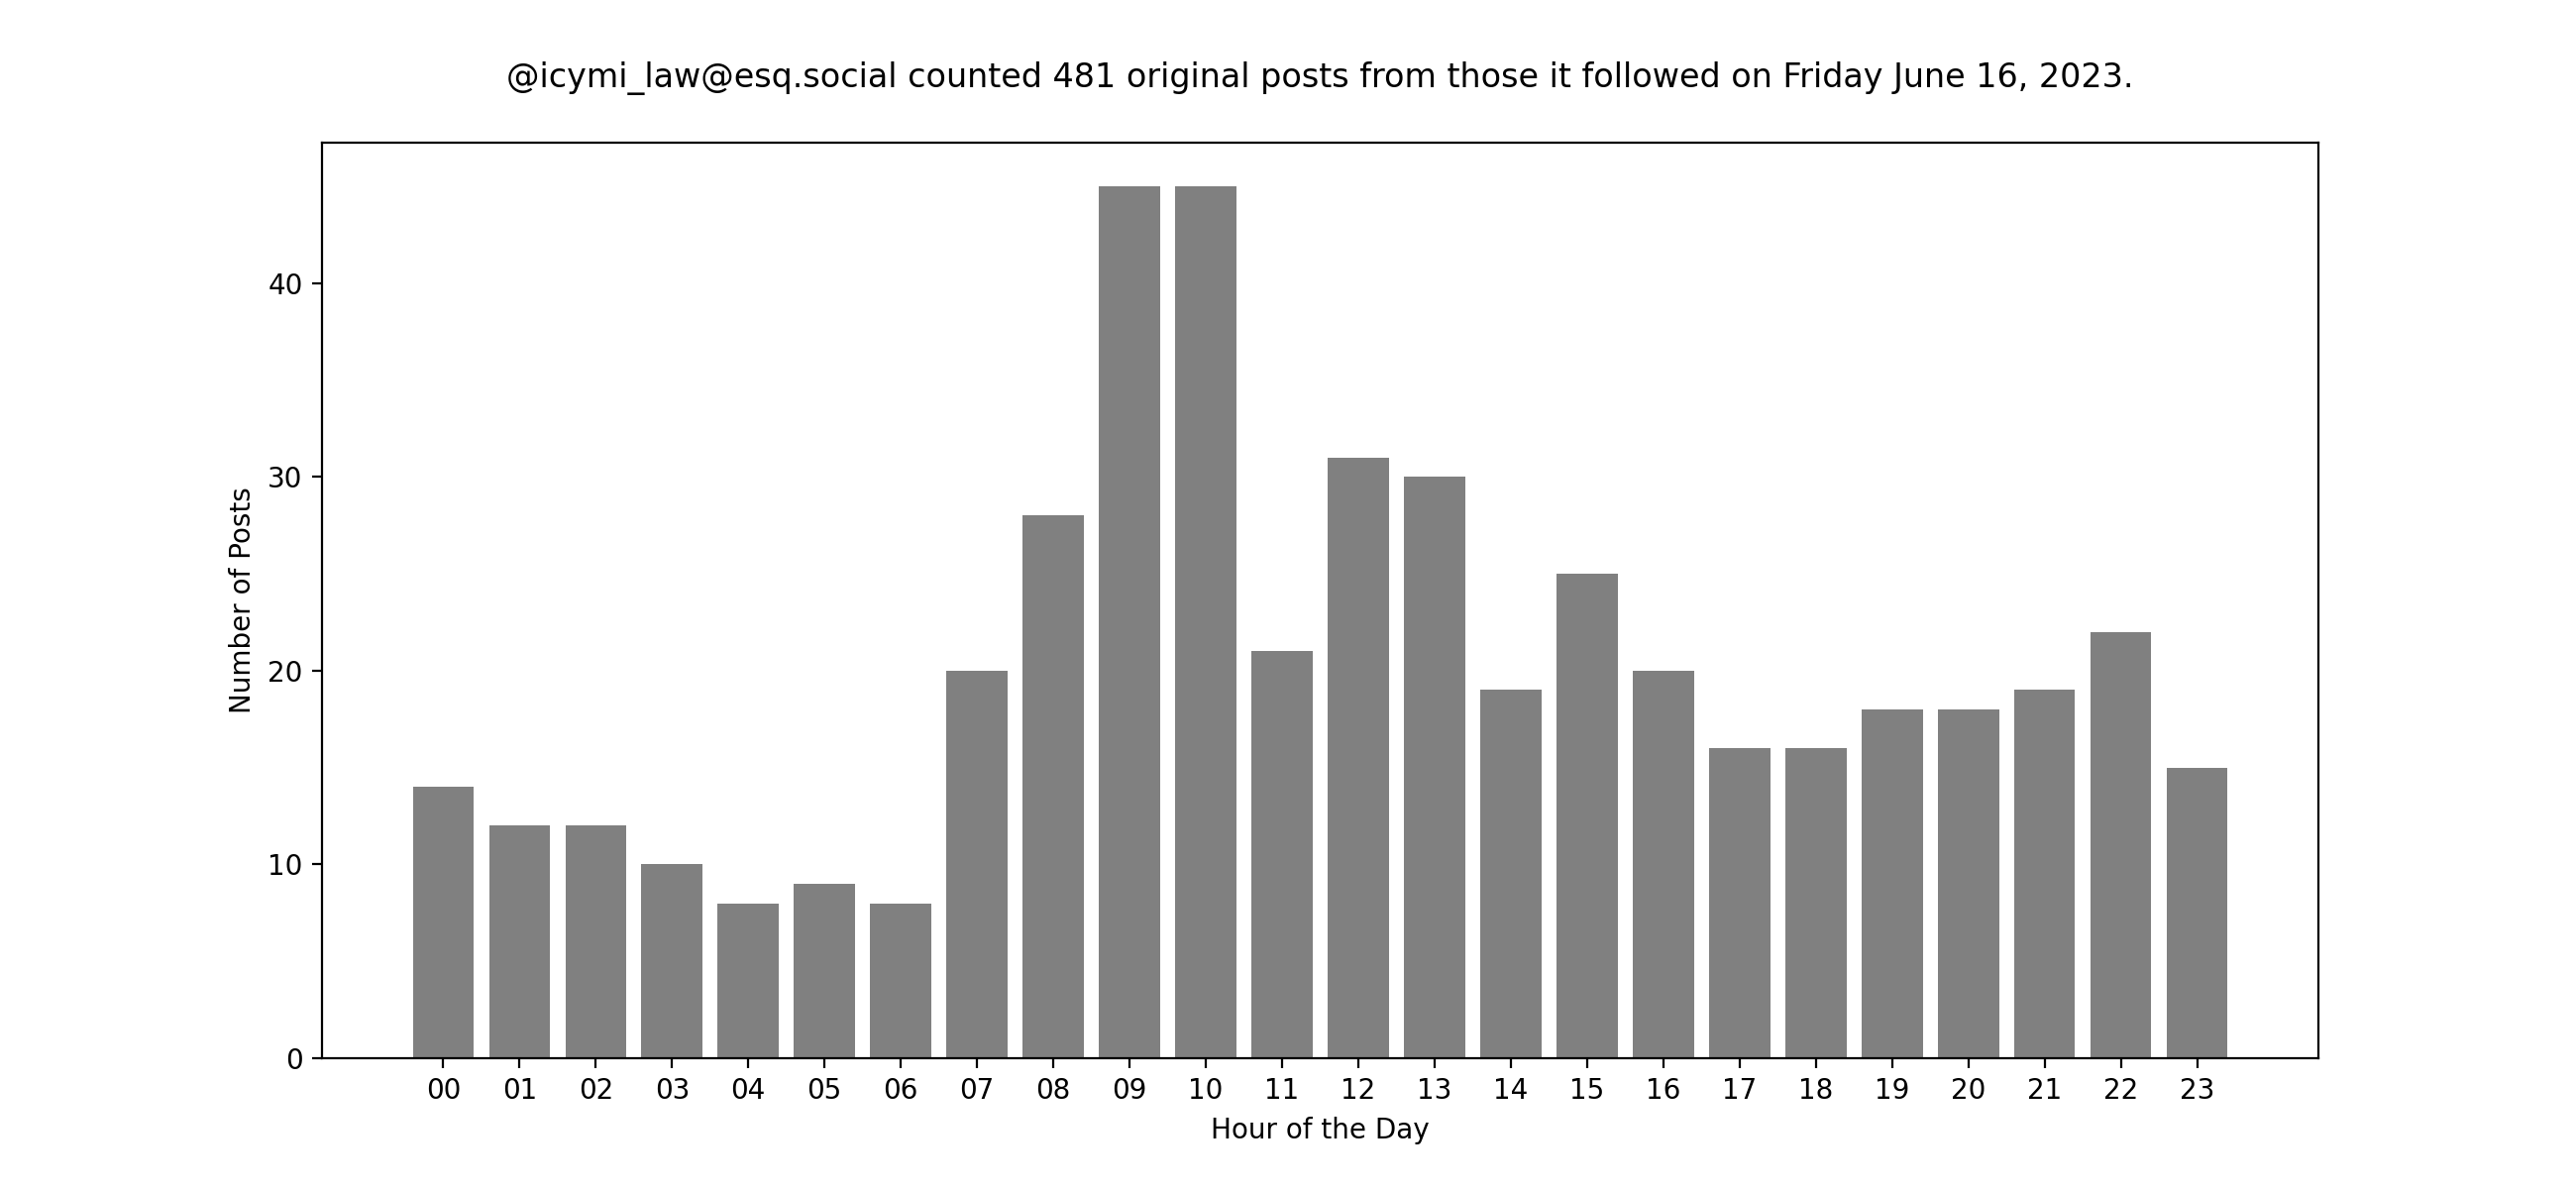 @icymi_law@esq.social counted 481 original posts from those it followed on Friday June 16, 2023.
40
30
20
10
0
Number of Posts
00 01 02 03 04 05 06 07 08 09 10 11 12 13 14 15 16 17 18 19 20 21 22 23
Hour of the Day